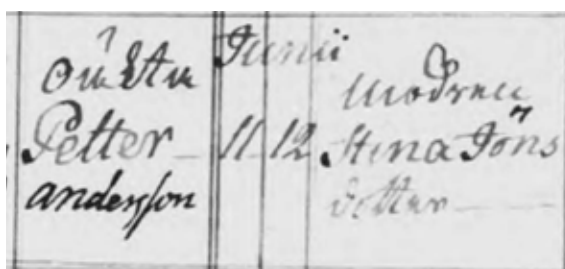 oäkta
Petter
andersson
Junii
11 12
Modren
Stina Jöns
dotter